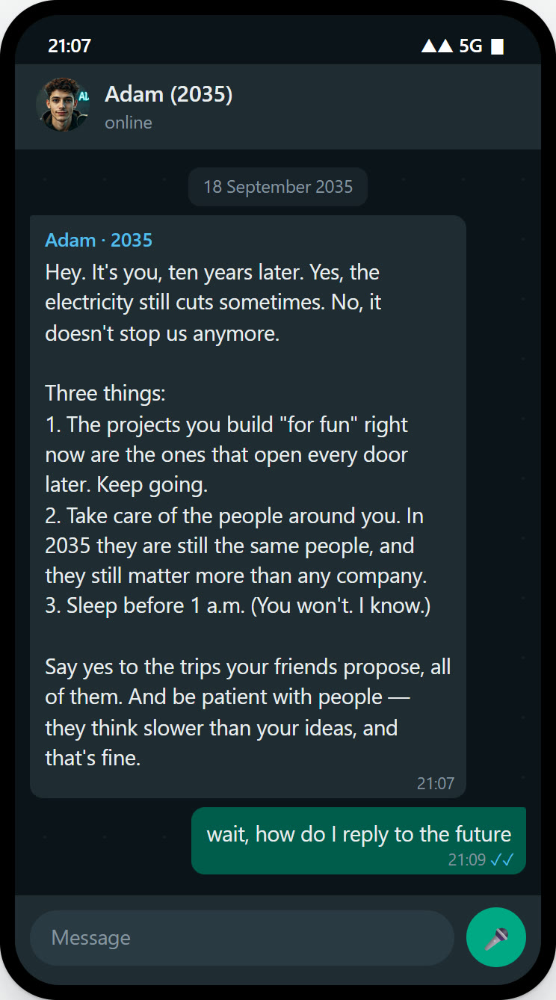 21:07
5G
Adam (2035)
online
18 September 2035
Adam · 2035
Hey. It's you, ten years later. Yes, the
electricity still cuts sometimes. No, it
doesn't stop us anymore.
Three things:
1. The projects you build "for fun" right
now are the ones that open every door
later. Keep going.
2. Take care of the people around you. In
2035 they are still the same people, and
they still matter more than any company.
3. Sleep before 1 a.m. (You won't. I know.)
Say yes to the trips your friends propose, all
of them. And be patient with people —
they think slower than your ideas, and
that's fine.
21:07
wait, how do I reply to the future
21:09 ✓✓
Message